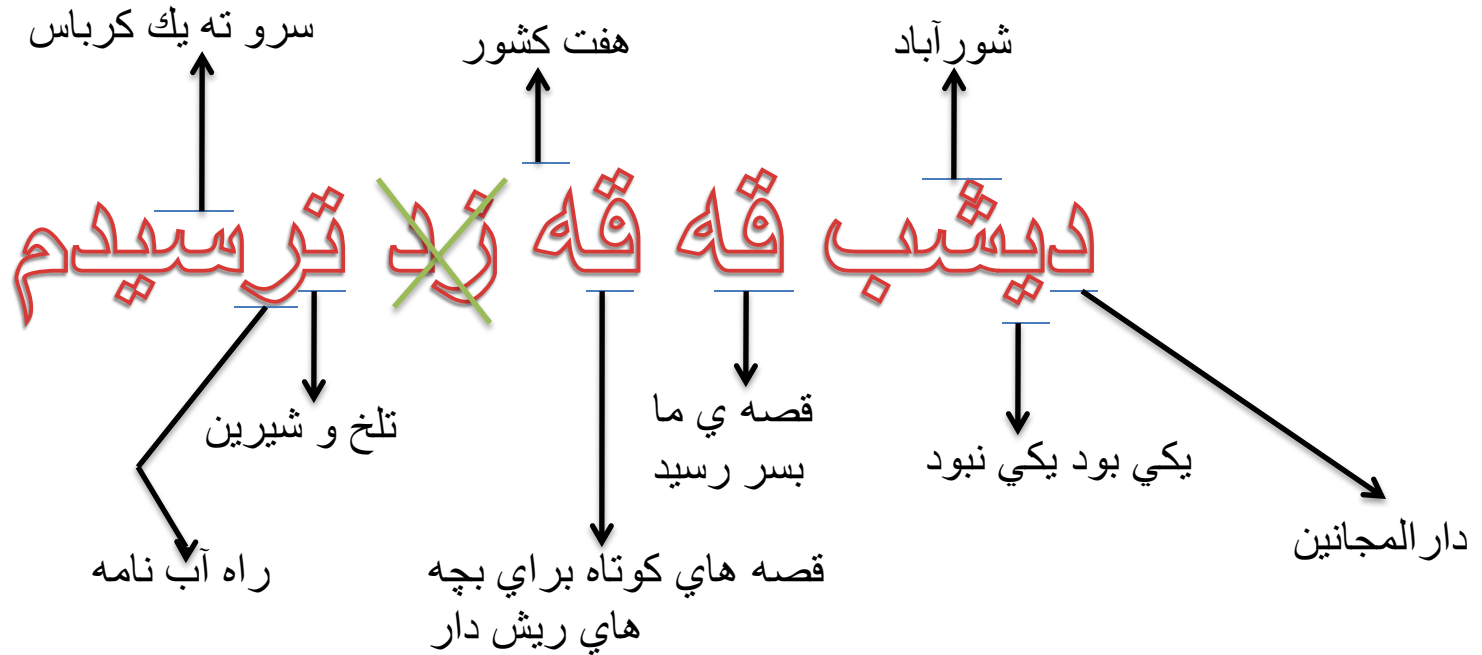 شورآباد
هفت كشور
سرو ته يك كرباس
ديشب قه قه زد ترسيدم
دارالمجانين
يكي بود يكي نبود
قصه ي ما
بسر رسيد
قصه هاي كوتاه براي بچه
هاي ريش دار
تلخ و شيرين
راه آب نامه